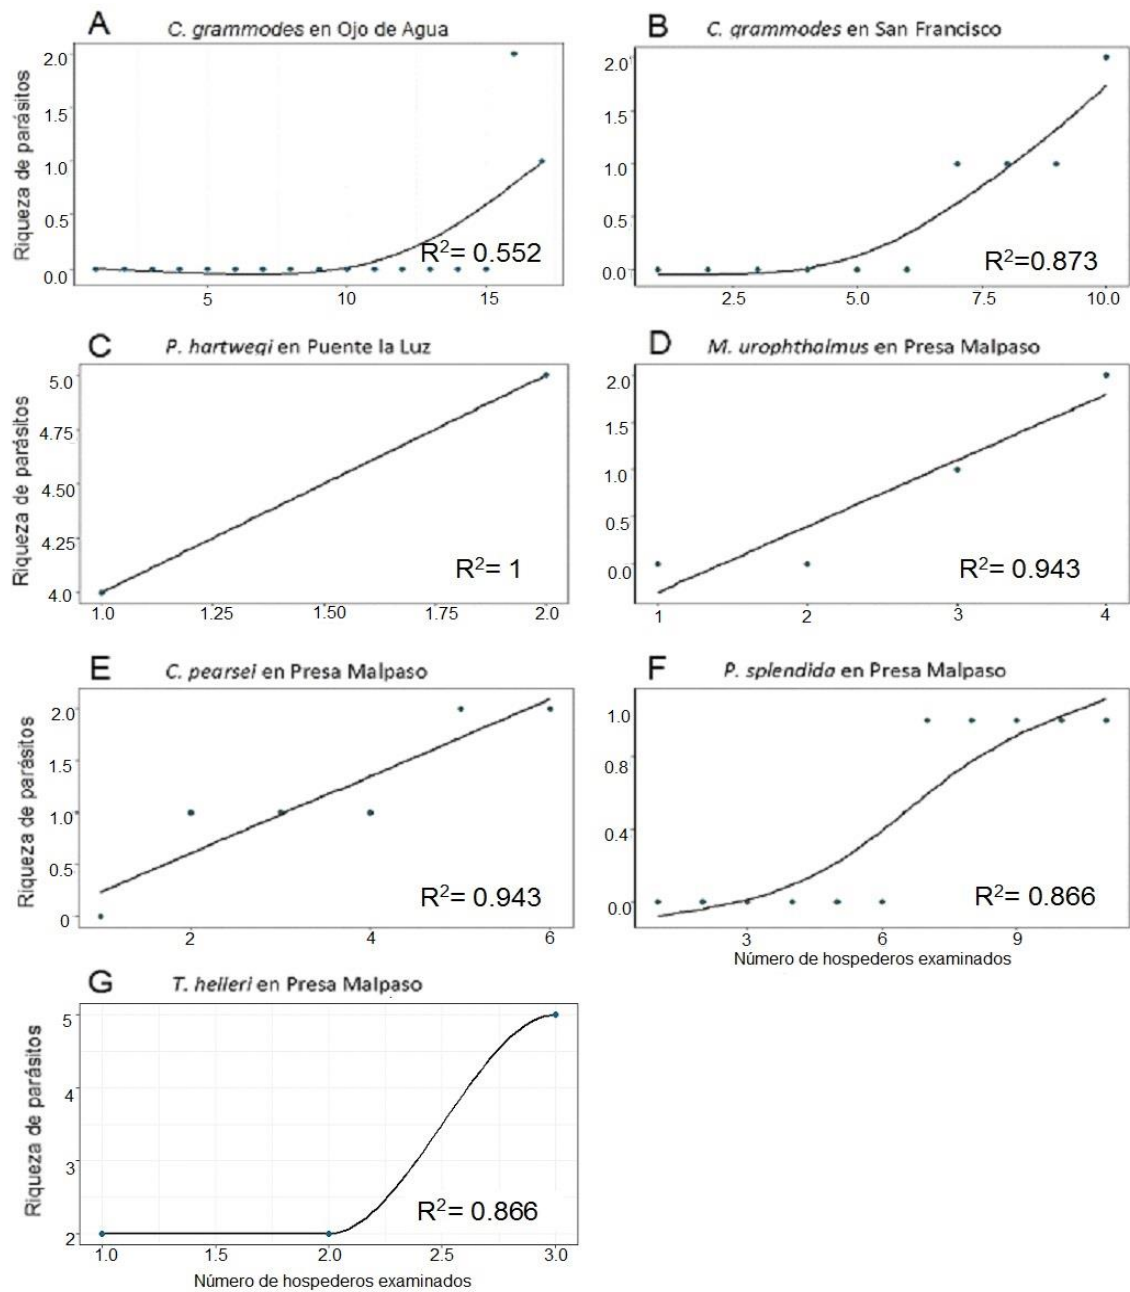 A
C. grammodes en Ojo de Agua
Riqueza de parásitos
2.0
1.5
1.0
0.5
0.0
R²= 0.552
5
10
15
B
C. grammodes en San Francisco
2.0
1.5
1.0
0.5
0.0
R²=0.873
2.5
5.0
7.5
10.0
C
P. hartwegi en Puente la Luz
Riqueza de parásitos
5.0
4.75
4.50
4.25
4.0
R²= 1
1.0
1.25
1.50
1.75
2.0
D
M. urophthalmus en Presa Malpaso
2.0
1.5
1.0
0.5
0.0
R²= 0.943
1
2
3
4
E
C. pearsei en Presa Malpaso
Riqueza de parásitos
2.0
1.5
1.0
0.5
0
R²= 0.943
2
4
6
F
P. splendida en Presa Malpaso
1.0
0.8
0.4
0.0
R²= 0.866
3
6
9
Número de hospederos examinados
G
T. helleri en Presa Malpaso
Riqueza de parásitos
5
4
3
2
R²= 0.866
1.0
1.5
2.0
2.5
3.0
Número de hospederos examinados